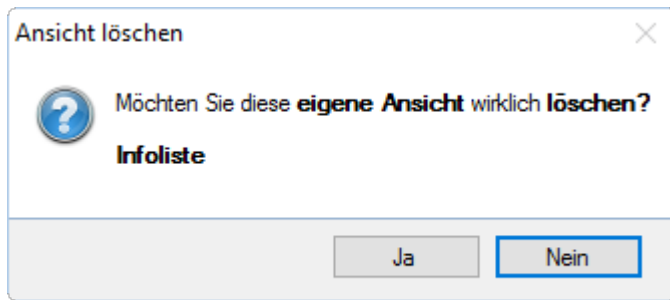 Ansicht löschen
Möchten Sie diese eigene Ansicht wirklich löschen?
Infoliste
Ja
Nein